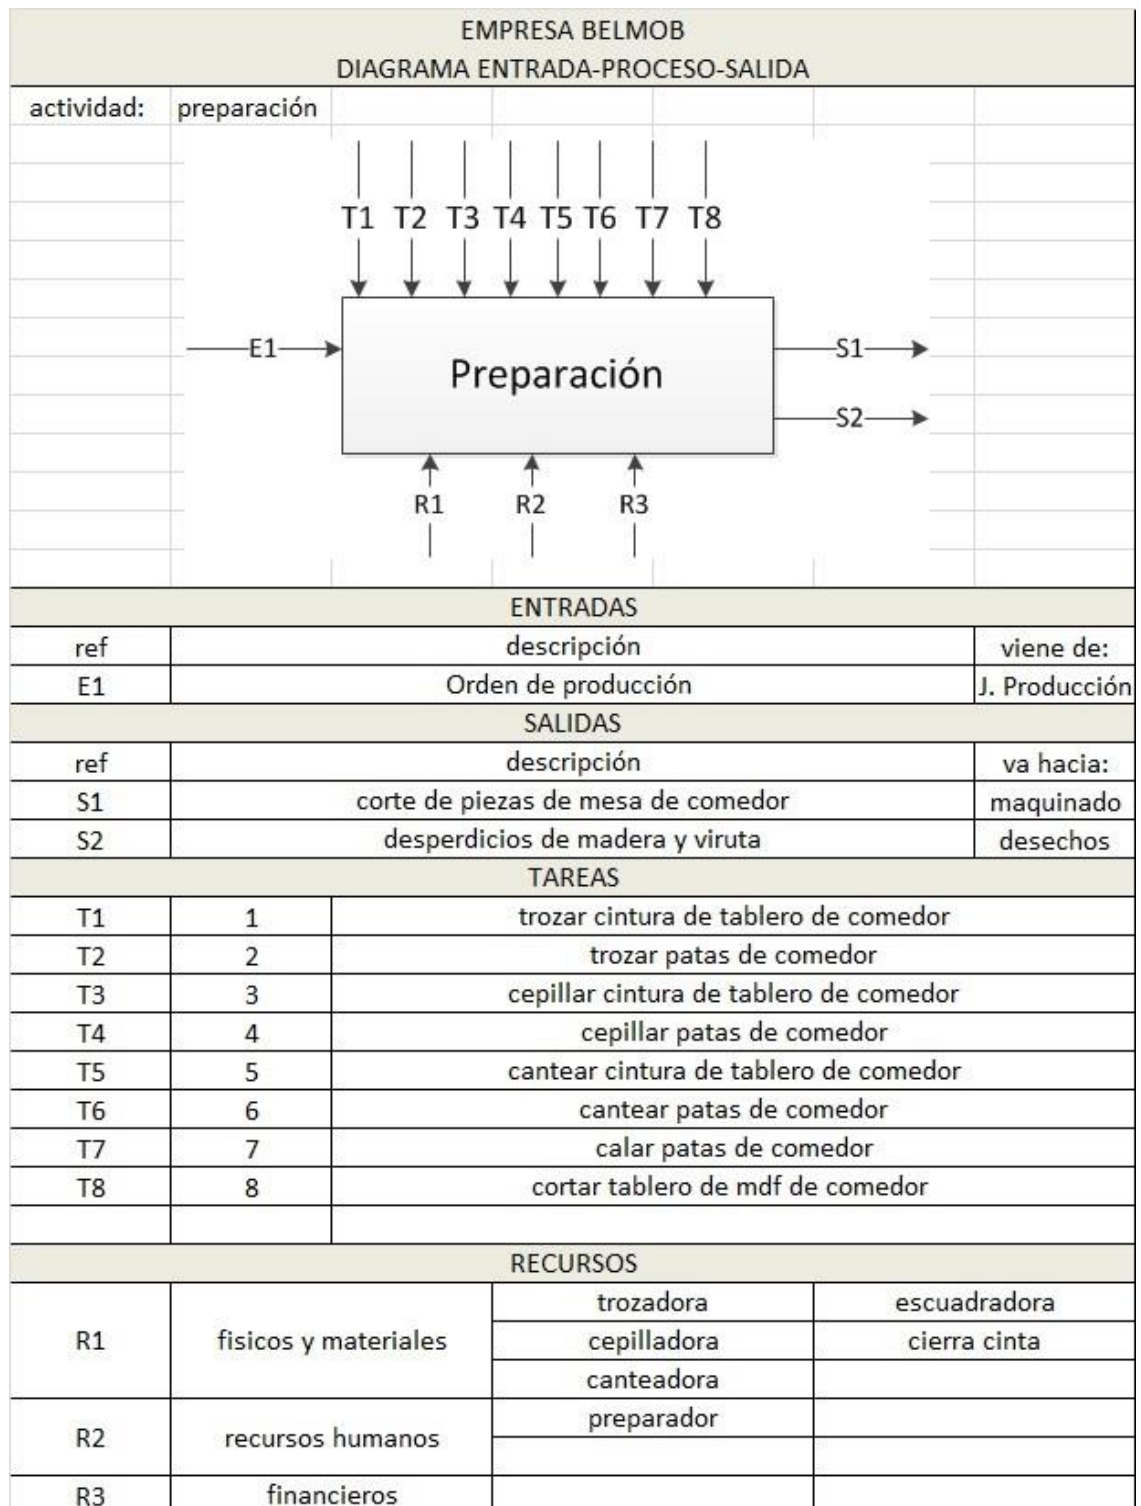 EMPRESA BELMOB
DIAGRAMA ENTRADA-PROCESO-SALIDA
actividad: preparación
T1 T2 T3 T4 T5 T6 T7 T8
E1
Preparación
S1
S2
R1 R2 R3
ENTRADAS
ref descripción viene de:
E1 Orden de producción J. Producción
SALIDAS
ref descripción va hacia:
S1 corte de piezas de mesa de comedor maquinado
S2 desperdicios de madera y viruta desechos
TAREAS
T1 1 trozar cintura de tablero de comedor
T2 2 trozar patas de comedor
T3 3 cepillar cintura de tablero de comedor
T4 4 cepillar patas de comedor
T5 5 cantear cintura de tablero de comedor
T6 6 cantear patas de comedor
T7 7 calar patas de comedor
T8 8 cortar tablero de mdf de comedor
RECURSOS
R1 fisicos y materiales
trozadora escuadradora
cepilladora cierra cinta
canteadora
R2 recursos humanos
preparador
R3 financieros